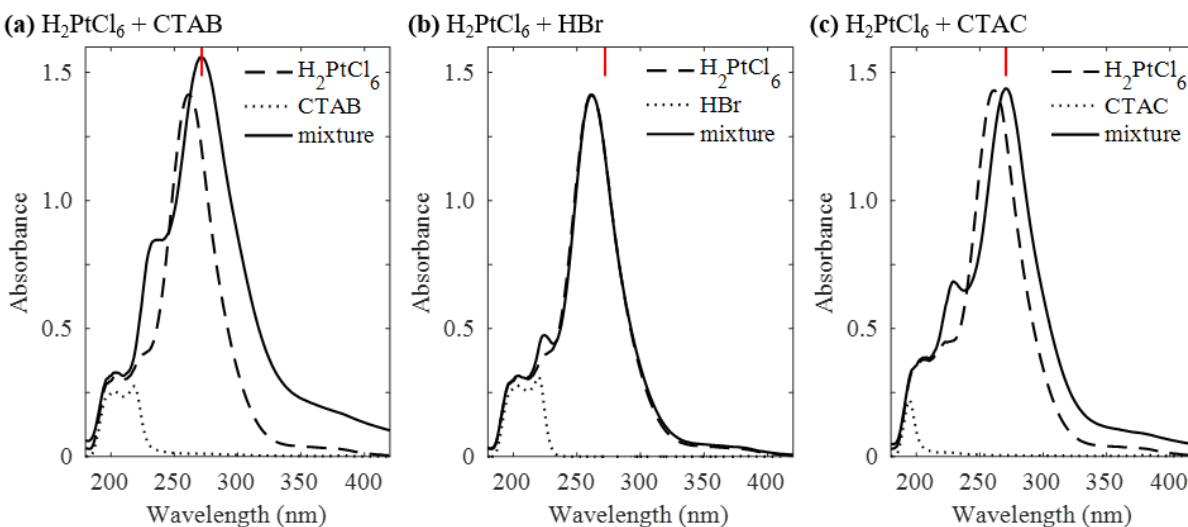 (a) H₂PtCl₆ + CTAB
1.5
1.0
0.5
0
Absorbance
H₂PtCl₆
CTAB
mixture
200 250 300 350 400
Wavelength (nm)
(b) H₂PtCl₆ + HBr
1.5
1.0
0.5
0
Absorbance
H₂PtCl₆
HBr
mixture
200 250 300 350 400
Wavelength (nm)
(c) H₂PtCl₆ + CTAC
1.5
1.0
0.5
0
Absorbance
H₂PtCl₆
CTAC
mixture
200 250 300 350 400
Wavelength (nm)